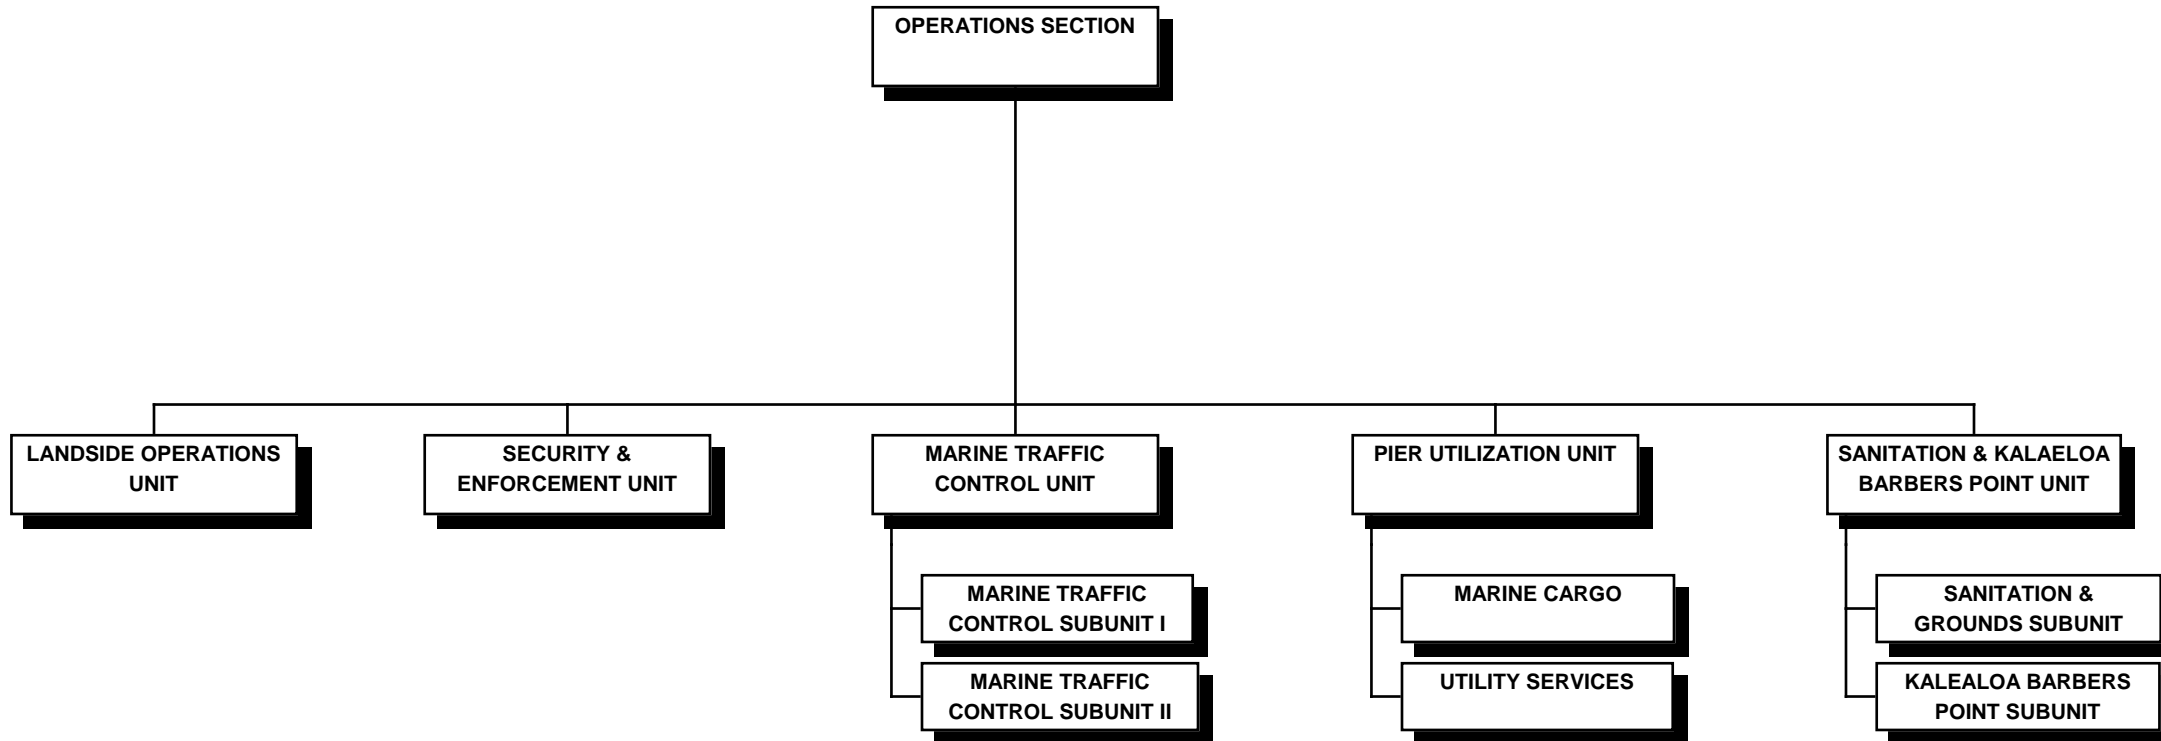 OPERATIONS SECTION
LANDSIDE OPERATIONS
UNIT
SECURITY &
ENFORCEMENT UNIT
MARINE TRAFFIC
CONTROL UNIT
PIER UTILIZATION UNIT
SANITATION & KALAELOA
BARBERS POINT UNIT
MARINE TRAFFIC
CONTROL SUBUNIT I
MARINE TRAFFIC
CONTROL SUBUNIT II
MARINE CARGO
UTILITY SERVICES
SANITATION &
GROUNDS SUBUNIT
KALEALOA BARBERS
POINT SUBUNIT